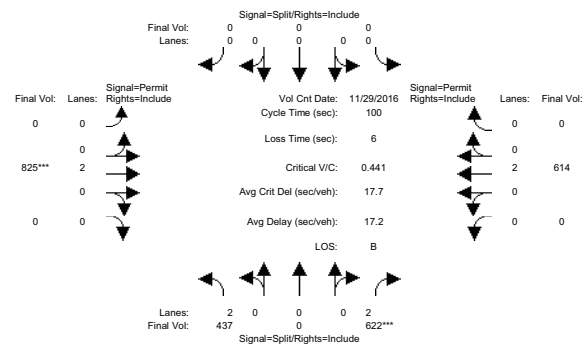 Signal=Split/Rights=Include
Final Vol: 0 0 0
Lanes: 0 0 0 0 0
Signal=Permit Signal=Permit
Final Vol: Lanes: Rights=Include Vol Cnt Date: 11/29/2016 Rights=Include Lanes: Final Vol:
Cycle Time (sec): 100
0 0 0 0
0 Loss Time (sec): 6 0
825*** 2 Critical V/C: 0.441 2 614
0 Avg Crit Del (sec/veh): 17.7 0
0 0 Avg Delay (sec/veh): 17.2 0 0
LOS: B
Lanes: 2 0 0 0 2
Final Vol: 437 0 622***
Signal=Split/Rights=Include